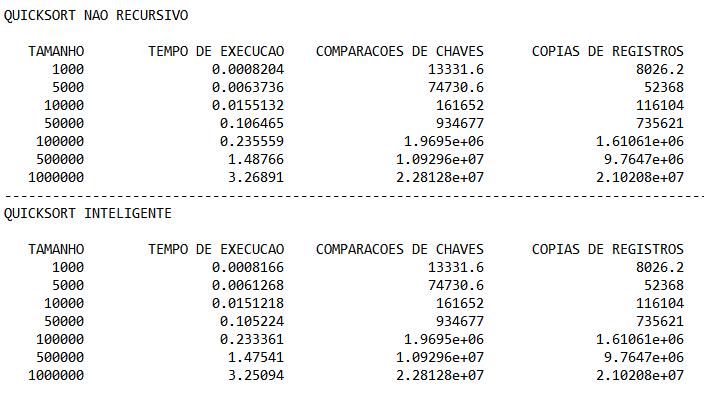 QUICKSORT NAO RECURSIVO
TAMANHO TEMPO DE EXECUCAO COMPARACOES DE CHAVES COPIAS DE REGISTROS
1000 0.0008204 13331.6 8026.2
5000 0.0063736 74730.6 52368
10000 0.0155132 161652 116104
50000 0.106465 934677 735621
100000 0.235559 1.9695e+06 1.61061e+06
500000 1.48766 1.09296e+07 9.7647e+06
1000000 3.26891 2.28128e+07 2.10208e+07
--------------------------------------------------------------------------------
QUICKSORT INTELIGENTE
TAMANHO TEMPO DE EXECUCAO COMPARACOES DE CHAVES COPIAS DE REGISTROS
1000 0.0008166 13331.6 8026.2
5000 0.0061268 74730.6 52368
10000 0.0151218 161652 116104
50000 0.105224 934677 735621
100000 0.233361 1.9695e+06 1.61061e+06
500000 1.47541 1.09296e+07 9.7647e+06
1000000 3.25094 2.28128e+07 2.10208e+07